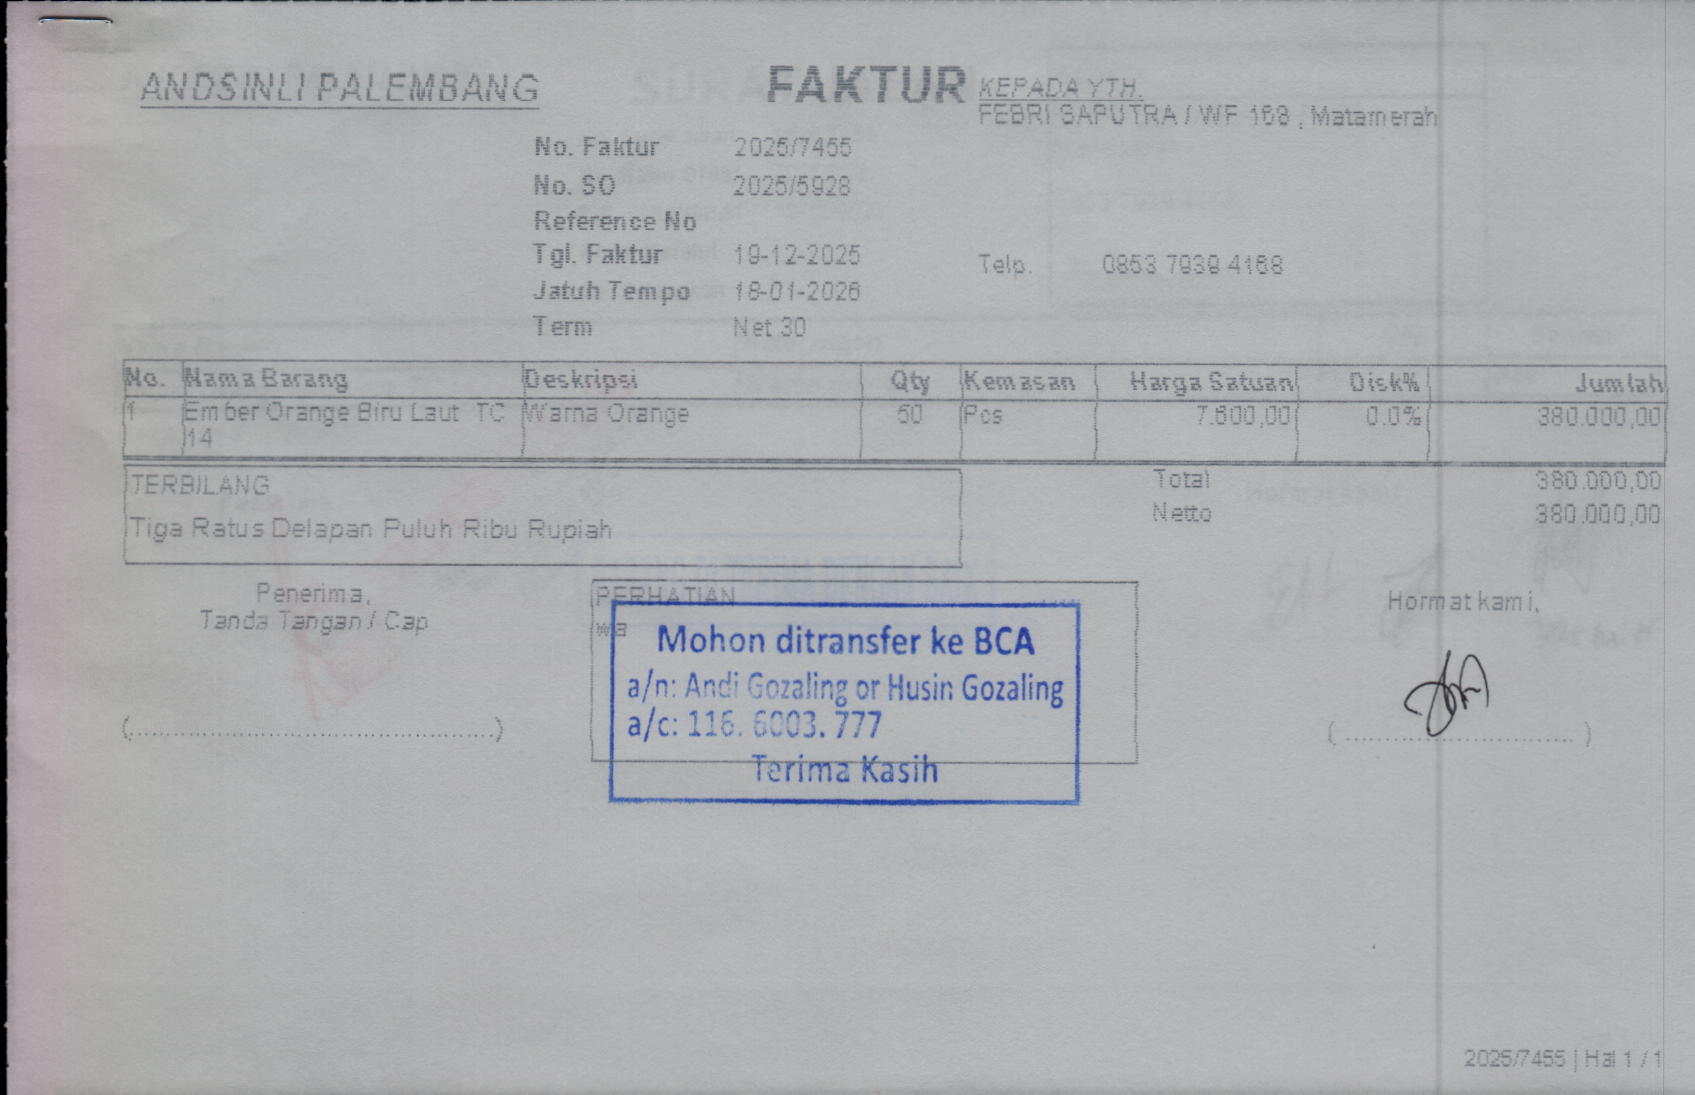 ANDSINLI PALEMBANG
FAKTUR
KEPADA YTH.
FEBRI SAPUTRA / WF 168 , Matamerah
No. Faktur 2025/7455
No. SO 2025/5928
Reference No
Tgl. Faktur 19-12-2025
Telp. 0853 7939 4168
Jatuh Tempo 18-01-2026
Term Net 30
No. Nama Barang Deskripsi Qty Kemasan Harga Satuan Disk% Jumlah
1 Ember Orange Biru Laut TC Warna Orange 50 Pcs 7.600,00 0.0% 380.000,00
14
TERBILANG
Total 380.000,00
Tiga Ratus Delapan Puluh Ribu Rupiah
Netto 380.000,00
Penerima,
Tanda Tangan / Cap
PERHATIAN
Mohon ditransfer ke BCA
a/n: Andi Gozaling or Husin Gozaling
a/c: 116. 6003. 777
Terima Kasih
Hormat kami,
(................................................)
( .............................. )
2025/7455 | Hal 1 / 1